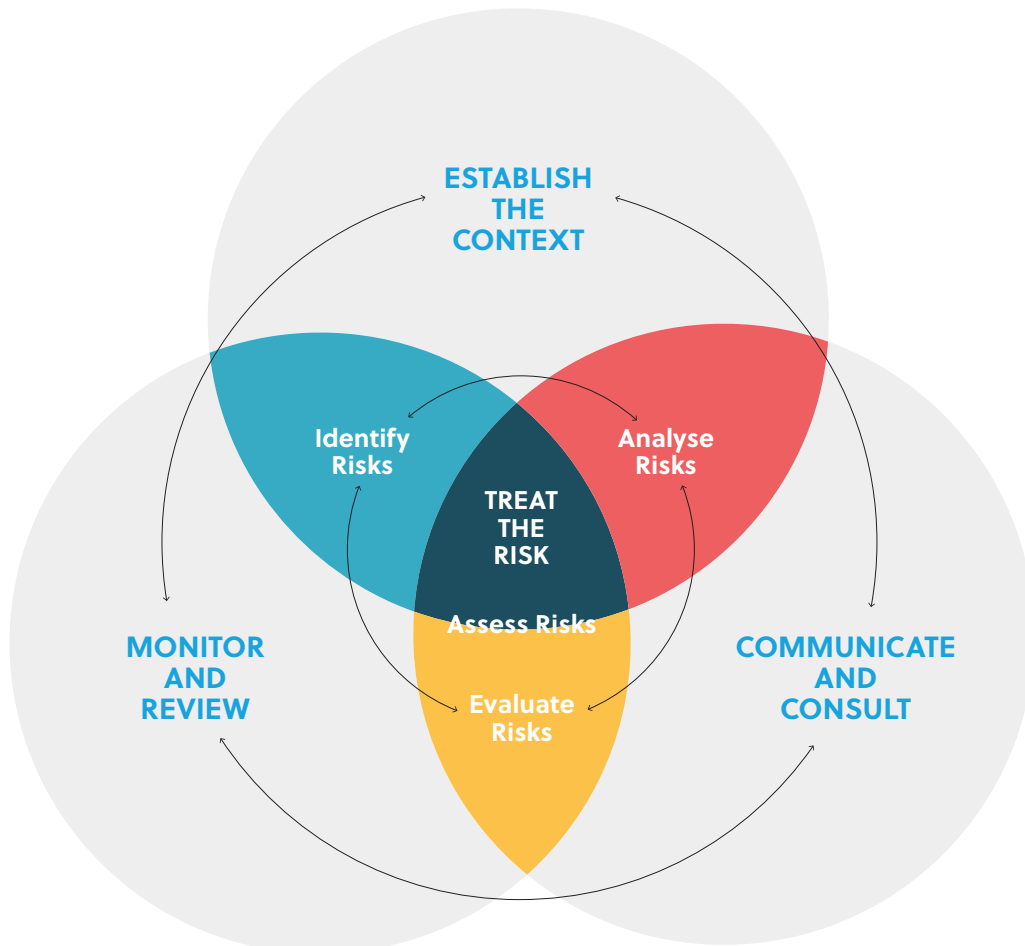 ESTABLISH
THE
CONTEXT
Identify
Risks
Analyse
Risks
TREAT
THE
RISK
Assess Risks
MONITOR
AND
REVIEW
COMMUNICATE
AND
CONSULT
Evaluate
Risks